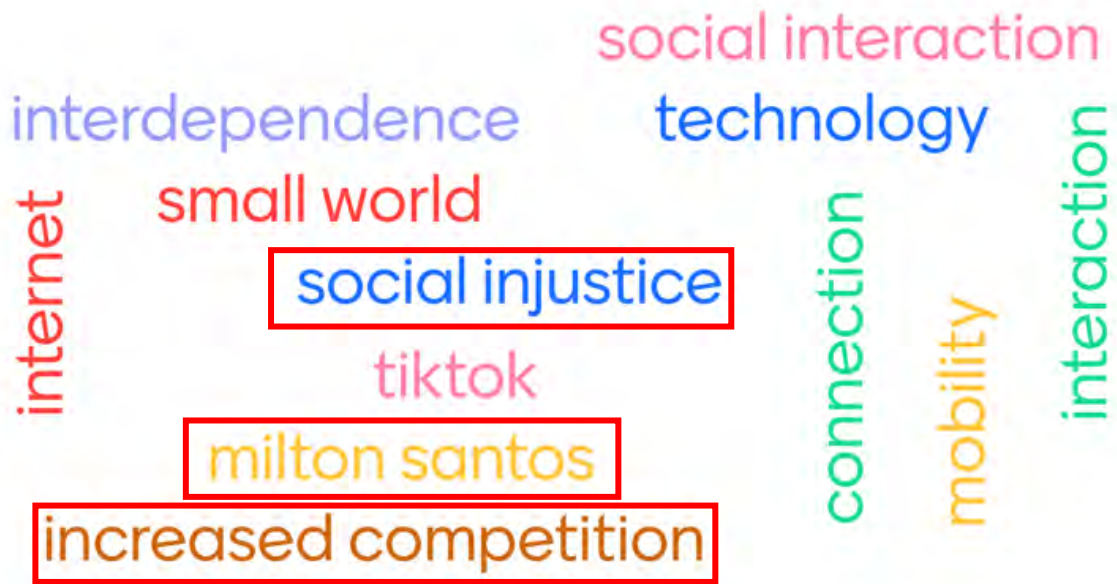 social interaction
interdependence
technology
small world
internet
social injustice
connection
interaction
mobility
tiktok
milton santos
increased competition